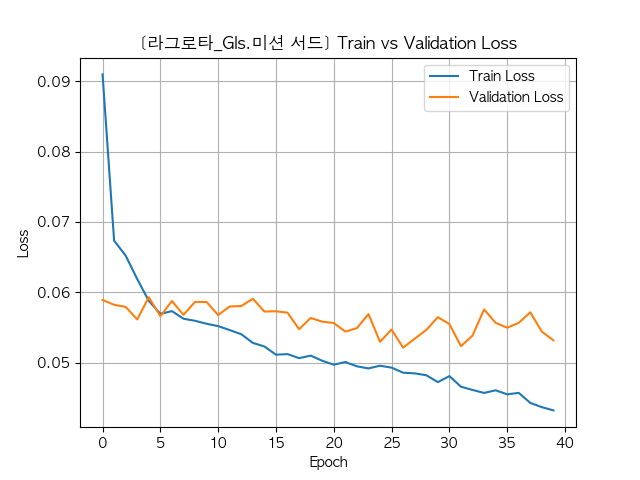 [라그로타_Gls.미션 서드] Train vs Validation Loss
Train Loss
Validation Loss
Loss
0.09
0.08
0.07
0.06
0.05
0 5 10 15 20 25 30 35 40
Epoch